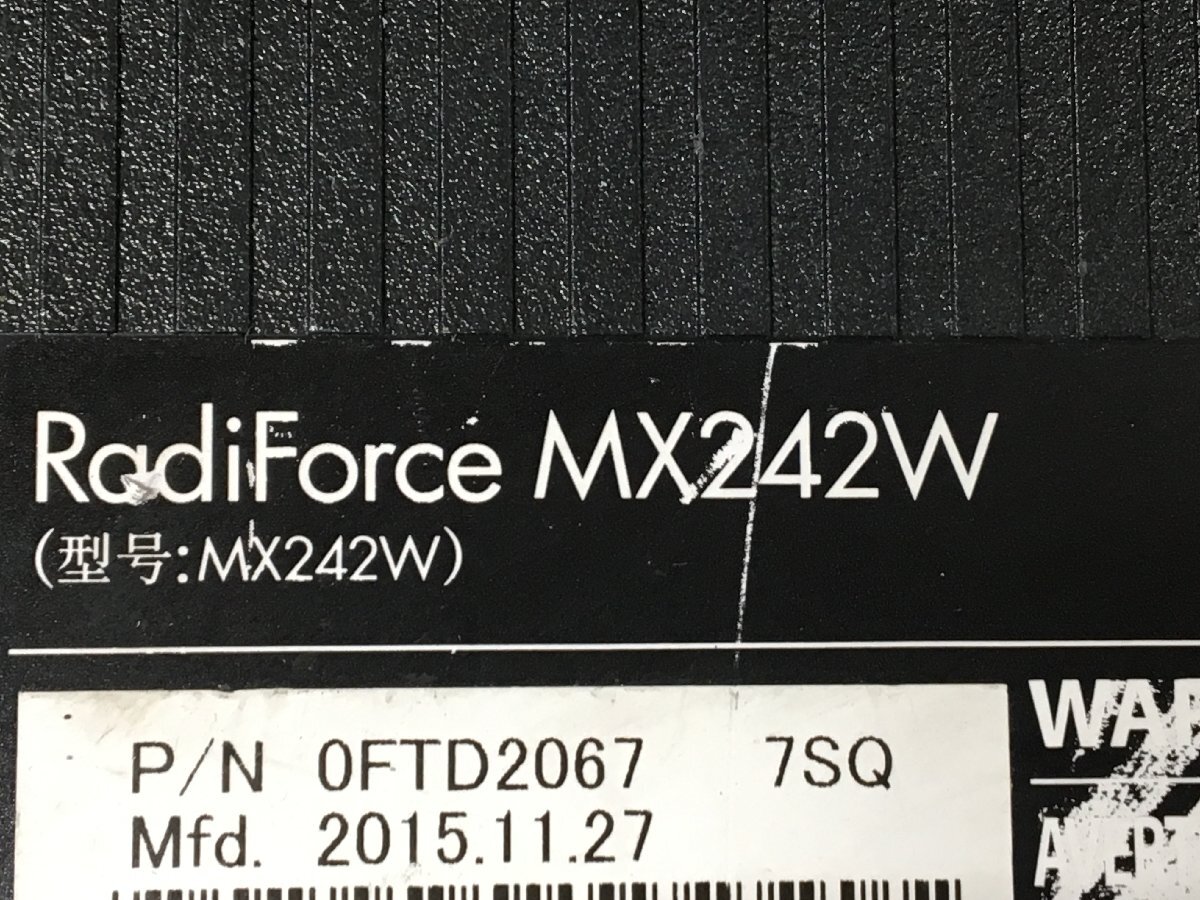 RadiForce MX242W
(型号:MX242W)
P/N 0FTD2067 7SQ
Mfd. 2015.11.27